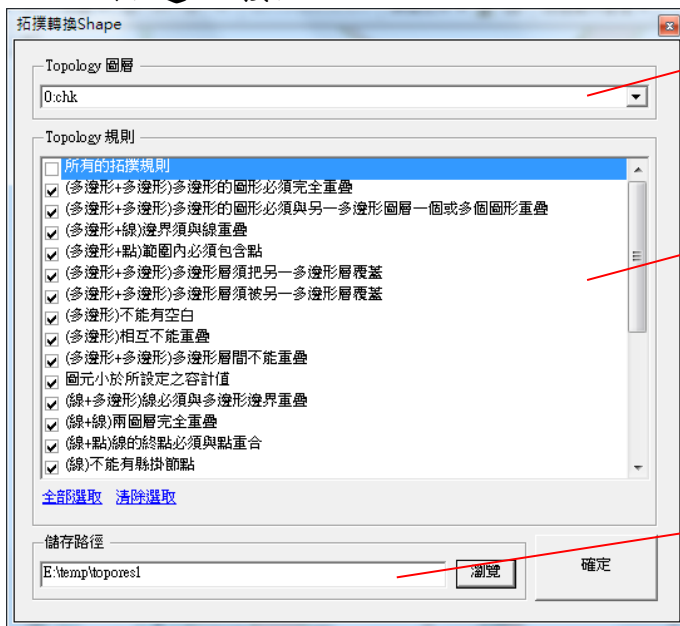 拓撲轉換Shape
Topology 圖層
0:chk
Topology 規則
所有的拓撲規則
(多邊形+多邊形)多邊形的圖形必須完全重疊
(多邊形+多邊形)多邊形的圖形必須與另一多邊形圖層一個或多個圖形重疊
(多邊形+線)邊界須與線重疊
(多邊形+點)範圍內必須包含點
(多邊形+多邊形)多邊形層須把另一多邊形層覆蓋
(多邊形+多邊形)多邊形層須被另一多邊形層覆蓋
(多邊形)不能有空白
(多邊形)相互不能重疊
(多邊形+多邊形)多邊形層間不能重疊
圖元小於所設定之容計值
(線+多邊形)線必須與多邊形邊界重疊
(線+線)兩圖層完全重疊
(線+點)線的終點必須與點重合
(線)不能有縣掛節點
全部選取 清除選取
儲存路徑
E:\temp\topores1
瀏覽
確定